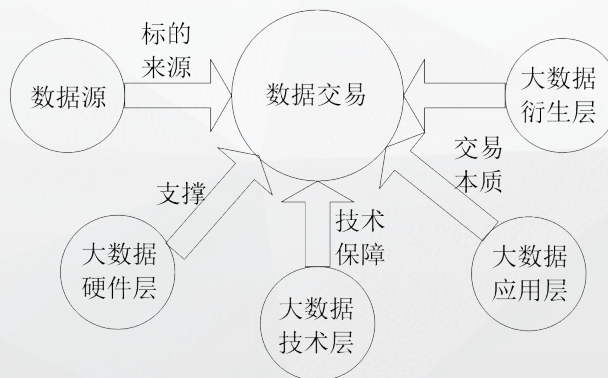 标的
来源
数据源
数据交易
大数据
衍生层
支撑
交易
本质
技术
保障
大数据
硬件层
大数据
技术层
大数据
应用层